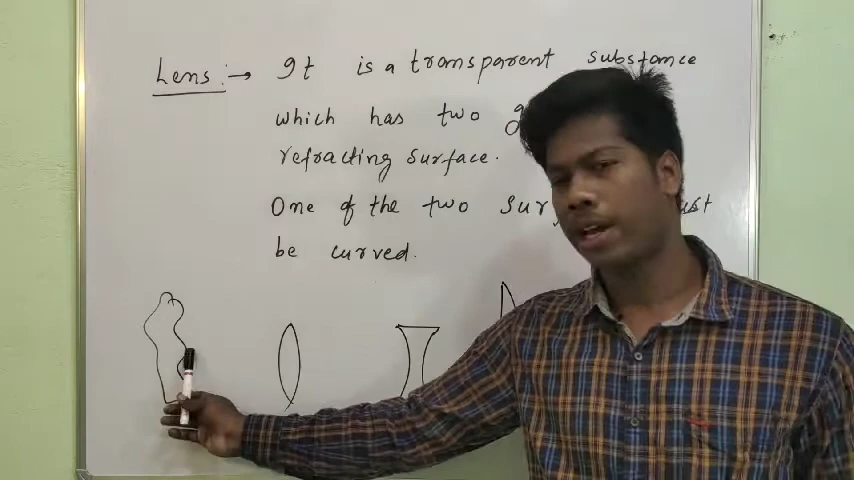 Lens :→ It is a transparent substance
which has two
refracting surface.
One of the two
be curved.